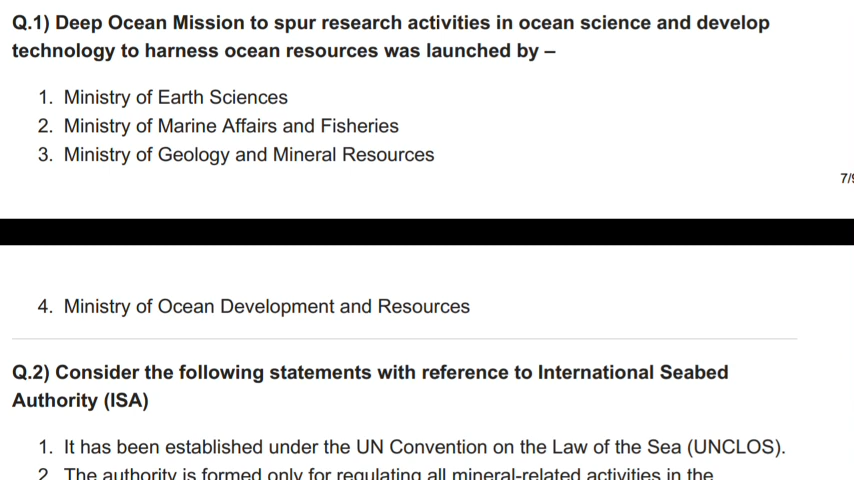 Q.1) Deep Ocean Mission to spur research activities in ocean science and develop
technology to harness ocean resources was launched by –
1. Ministry of Earth Sciences
2. Ministry of Marine Affairs and Fisheries
3. Ministry of Geology and Mineral Resources
7/9
4. Ministry of Ocean Development and Resources
Q.2) Consider the following statements with reference to International Seabed
Authority (ISA)
1. It has been established under the UN Convention on the Law of the Sea (UNCLOS).
2. The authority is formed only for regulating all mineral-related activities in the